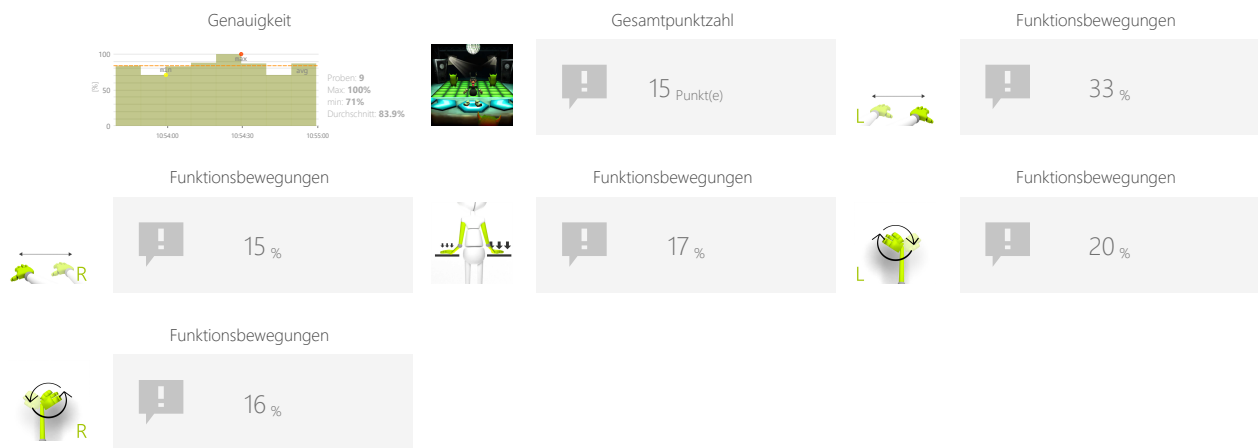 Genauigkeit
100
50
0
[%]
min
max
avg
10:54:00
10:54:30
10:55:00
Proben: 9
Max: 100%
min: 71%
Durchschnitt: 83.9%
Gesamtpunktzahl
15 Punkt(e)
Funktionsbewegungen
L
33 %
Funktionsbewegungen
R
15 %
Funktionsbewegungen
17 %
Funktionsbewegungen
L
20 %
Funktionsbewegungen
R
16 %